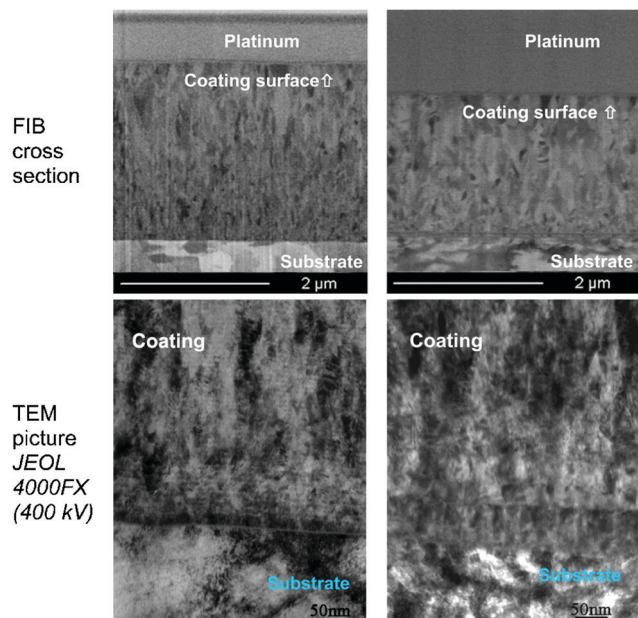 Platinum
Coating surface⇧
Platinum
Coating surface ⇧
FIB
cross
section
Substrate
2 µm
Substrate
2 µm
Coating
Coating
TEM
picture
JEOL
4000FX
(400 kV)
Substrate
50nm
Substrate
50nm